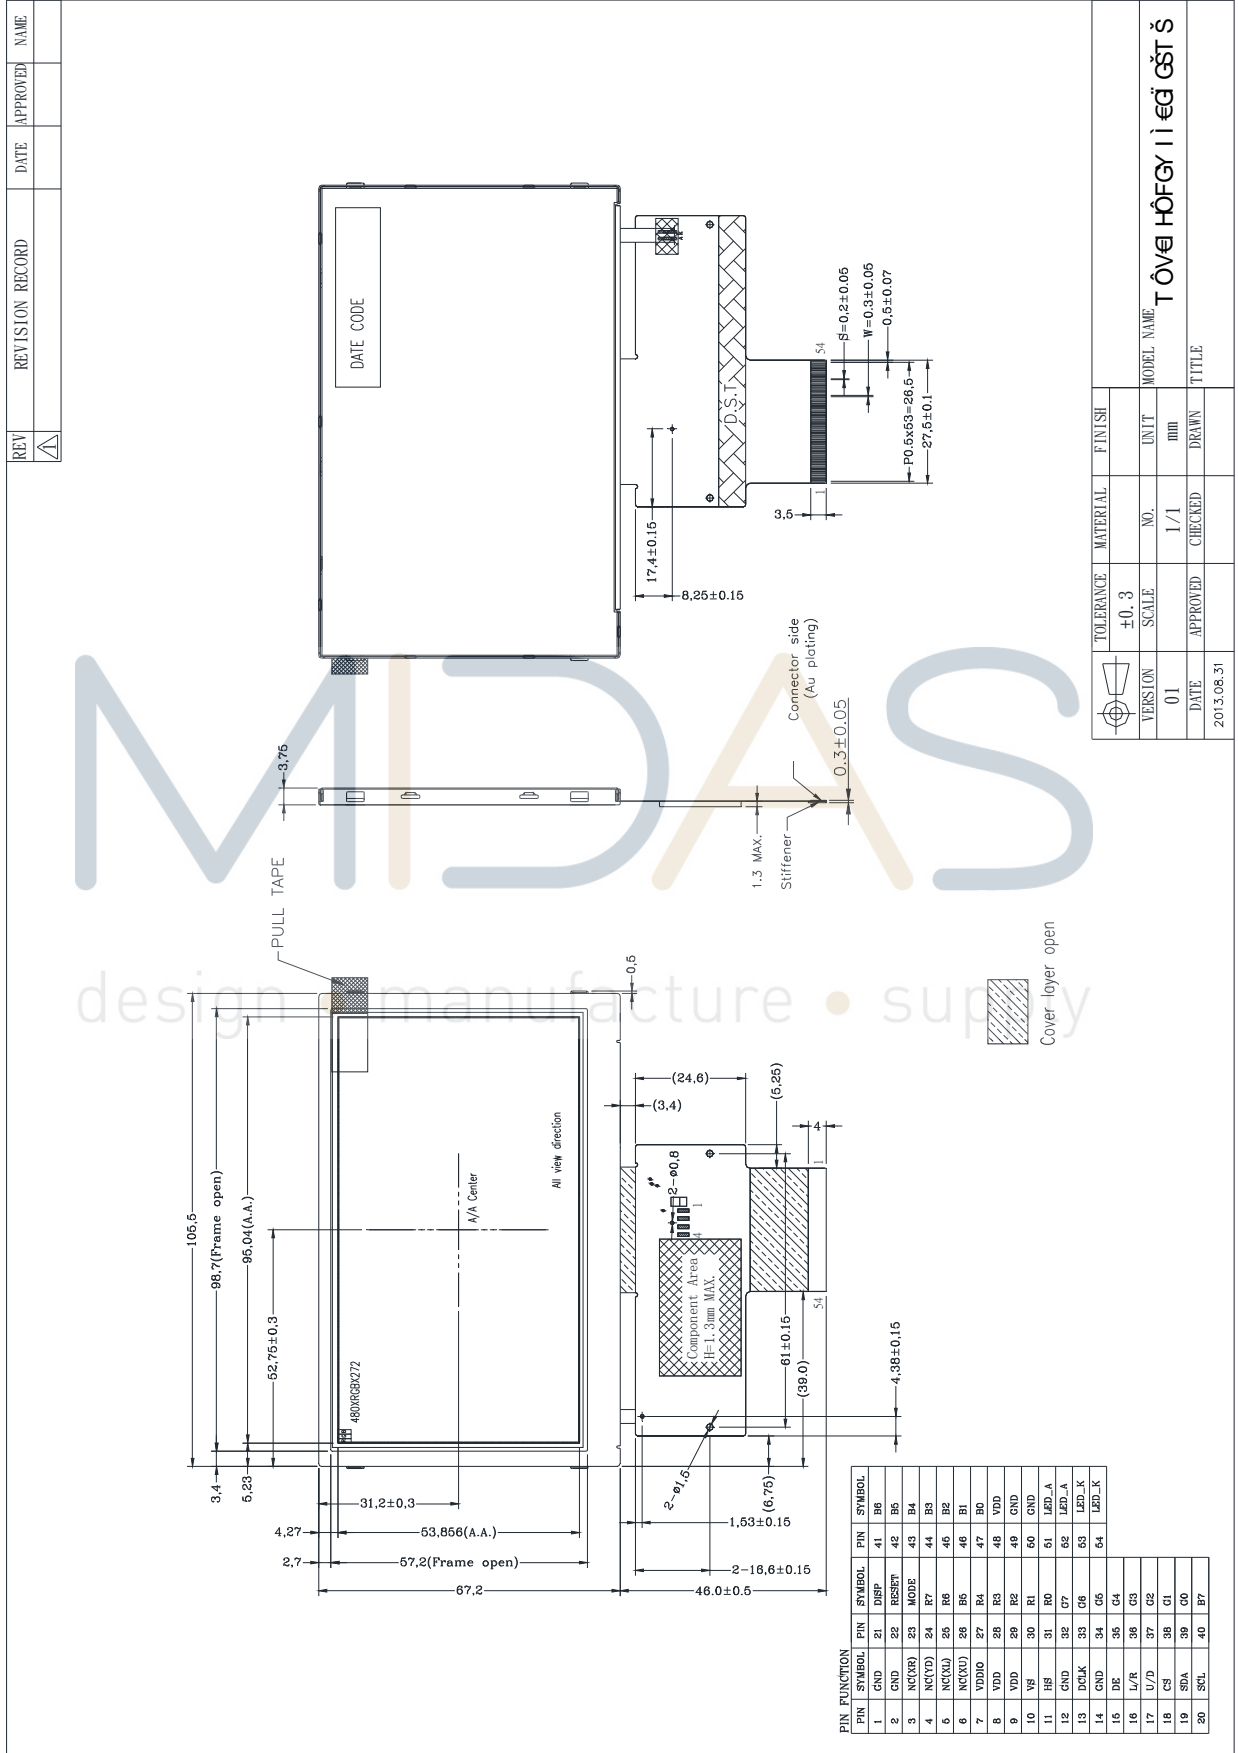 REV
REVISION RECORD
DATE
APPROVED
NAME
1
DATE CODE
D.S.T
1
54
S=0,2±0.05
W=0.3±0.05
0,5±0.07
P0.5x53=26,5
27,5±0.1
3,5
17,4±0.15
8,25±0.15
3,75
Connector side
(Au plating)
0.3±0.05
1.3 MAX.
Stiffener
MIDAS
design • manufacture • supply
PULL TAPE
0,5
105,5
98,7(Frame open)
95,04(A.A.)
52,75±0,3
3,4
5,23
A/A Center
All view direction
480XRGBX272
31,2±0,3
4,27
53,856(A.A.)
2,7
57,2(Frame open)
67,2
46.0±0.5
(24,6)
(3,4)
(5,25)
4
2-ø0,8
1
4
Component Area
H=1.3mm MAX.
1
54
61±0.15
(39.0)
4,38±0,15
2-ø1,5
(6,75)
1,53±0.15
2-16,6±0.15
Cover layer open
PIN FUNCTION
PIN SYMBOL PIN SYMBOL PIN SYMBOL
1 GND 21 DISP 41 B6
2 GND 22 RESET 42 B5
3 NC(XR) 23 MODE 43 B4
4 NC(YD) 24 R7 44 B3
5 NC(XL) 25 R6 45 B2
6 NC(XU) 26 B5 46 B1
7 VDDIO 27 R4 47 B0
8 VDD 28 R3 48 VDD
9 VDD 29 R2 49 GND
10 VS 30 R1 50 GND
11 HS 31 R0 51 LED_A
12 GND 32 G7 52 LED_A
13 DCLK 33 G6 53 LED_K
14 GND 34 G5 54 LED_K
15 DE 35 G4
16 L/R 36 G3
17 U/D 37 G2
18 CS 38 G1
19 SDA 39 G0
20 SCL 40 B7
TOLERANCE MATERIAL FINISH
±0.3
VERSION SCALE NO. UNIT MODEL NAME
01 1/1 mm
DATE APPROVED CHECKED DRAWN TITLE
2013.08.31